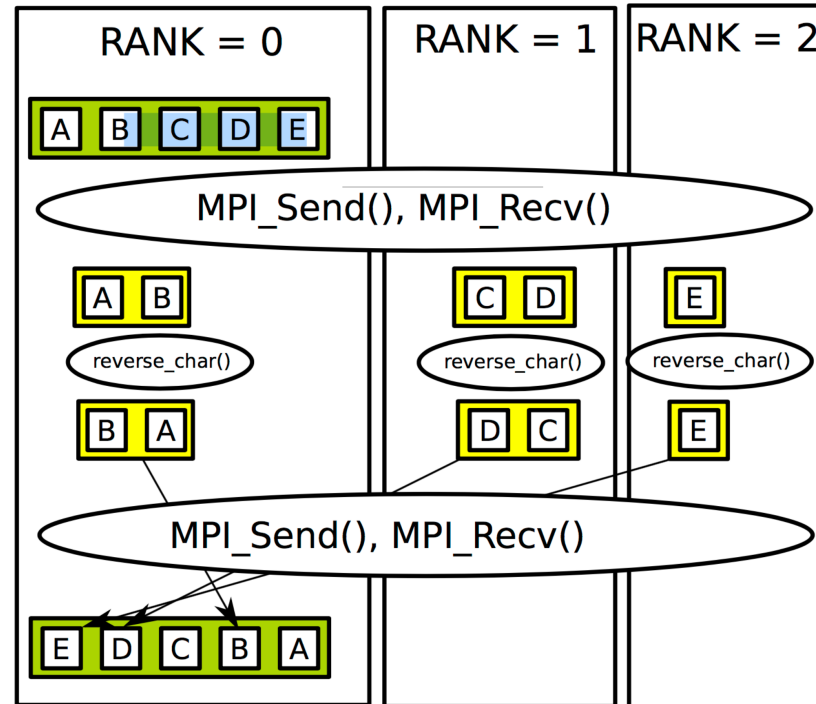 RANK = 0 RANK = 1 RANK = 2
A B C D E
MPI_Send(), MPI_Recv()
A B C D E
reverse_char() reverse_char() reverse_char()
B A D C E
MPI_Send(), MPI_Recv()
E D C B A